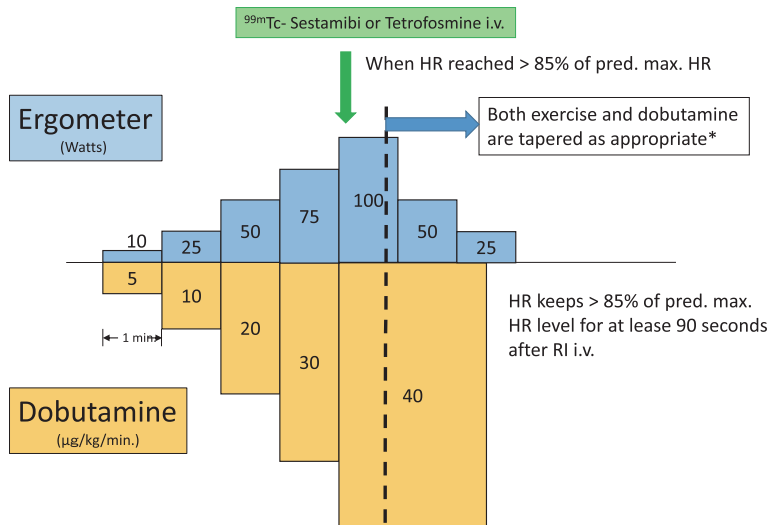 ⁹⁹ᵐTc- Sestamibi or Tetrofosmine i.v.
When HR reached > 85% of pred. max. HR
Ergometer
(Watts)
Both exercise and dobutamine
are tapered as appropriate*
10
25
50
75
100
50
25
5
10
20
30
40
1 min
HR keeps > 85% of pred. max.
HR level for at lease 90 seconds
after RI i.v.
Dobutamine
(μg/kg/min.)